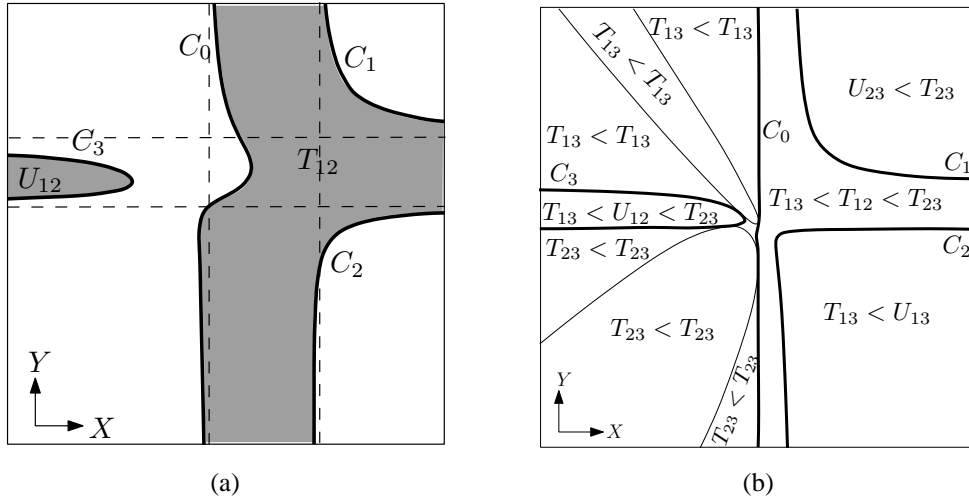 C_0
C_1
C_3
T_12
U_12
C_2
Y
X
(a)
T_13 < T_13
T_13 < T_13
U_23 < T_23
T_13 < T_13
C_0
C_3
C_1
T_13 < T_12 < T_23
T_13 < U_12 < T_23
T_23 < T_23
C_2
T_13 < U_13
T_23 < T_23
T_23 < T_23
Y
X
(b)